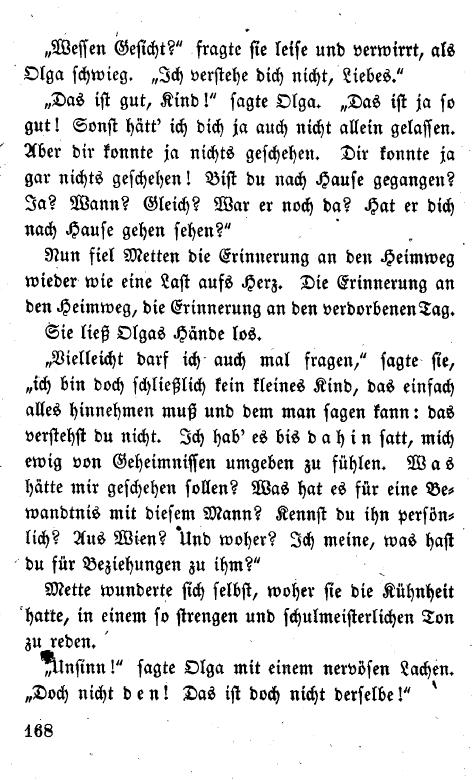 „Wessen Gesicht?“ fragte sie leise und verwirrt, als
Olga schwieg. „Ich verstehe dich nicht, Liebes.“
„Das ist gut, Kind!“ sagte Olga. „Das ist ja so
gut! Sonst hätt’ ich dich ja auch nicht allein gelassen.
Aber dir konnte ja nichts geschehen. Dir konnte ja
gar nichts geschehen! Bist du nach Hause gegangen?
Ja? Wann? Gleich? War er noch da? Hat er dich
nach Hause gehen sehen?“
Nun fiel Metten die Erinnerung an den Heimweg
wieder wie eine Last aufs Herz. Die Erinnerung an
den Heimweg, die Erinnerung an den verdorbenen Tag.
Sie ließ Olgas Hände los.
„Vielleicht darf ich auch mal fragen,“ sagte sie,
„ich bin doch schließlich kein kleines Kind, das einfach
alles hinnehmen muß und dem man sagen kann: das
verstehst du nicht. Ich hab’ es bis dahin satt, mich
ewig von Geheimnissen umgeben zu fühlen. Was
hätte mir geschehen sollen? Was hat es für eine Be-
wandtnis mit diesem Mann? Kennst du ihn persön-
lich? Aus Wien? Und woher? Ich meine, was hast
du für Beziehungen zu ihm?“
Mette wunderte sich selbst, woher sie die Kühnheit
hatte, in einem so strengen und schulmeisterlichen Ton
zu reden.
„Unsinn!“ sagte Olga mit einem nervösen Lachen.
„Doch nicht den! Das ist doch nicht derselbe!“
168